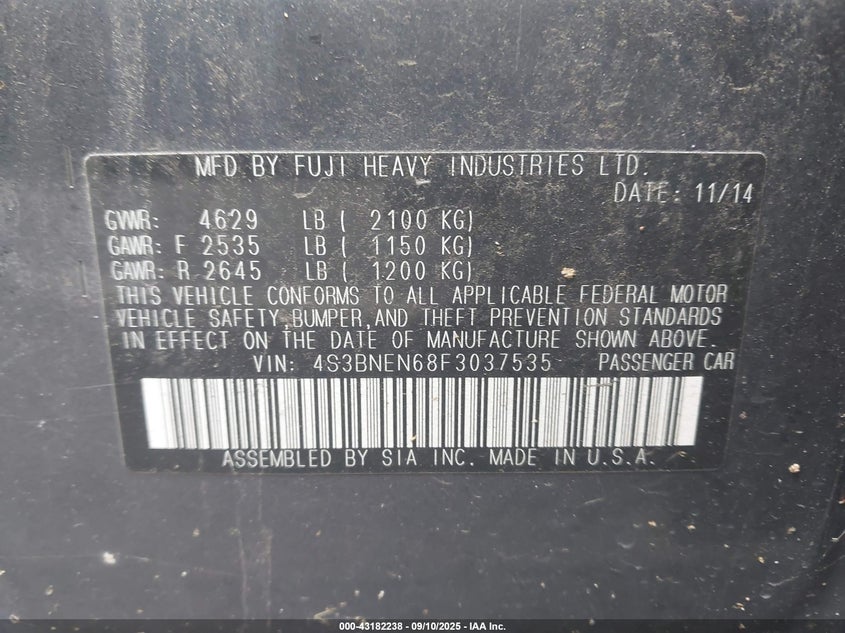 MFD BY FUJI HEAVY INDUSTRIES LTD.
DATE: 11/14
GVWR: 4629 LB ( 2100 KG)
GAWR: F 2535 LB ( 1150 KG)
GAWR: R 2645 LB ( 1200 KG)
THIS VEHICLE CONFORMS TO ALL APPLICABLE FEDERAL MOTOR
VEHICLE SAFETY,BUMPER,AND THEFT PREVENTION STANDARDS
IN EFFECT ON THE DATE OF MANUFACTURE SHOWN ABOVE.
VIN: 4S3BNEN68F3037535 PASSENGER CAR
ASSEMBLED BY SIA INC. MADE IN U.S.A.
000-43182238 - 09/10/2025 - IAA Inc.